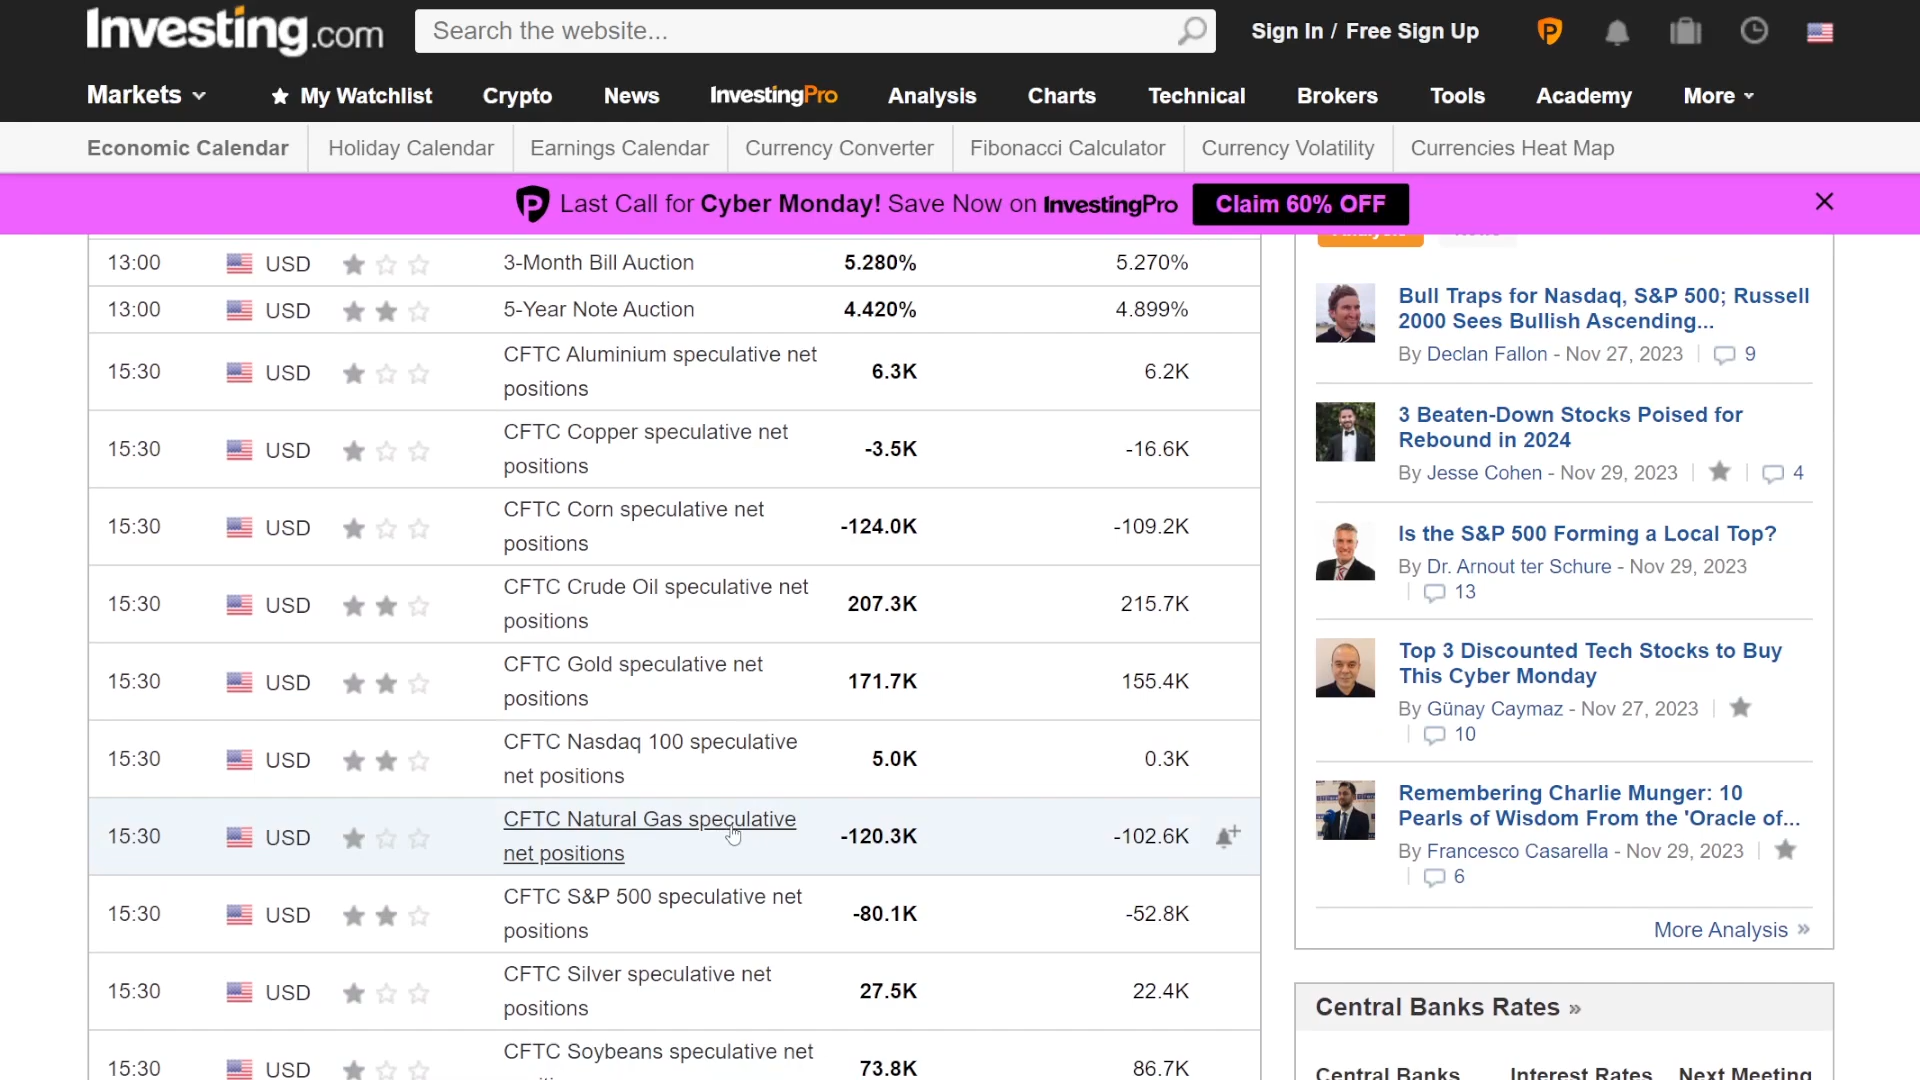 Investing.com
Search the website...
Sign In / Free Sign Up
Markets
My Watchlist
Crypto
News
InvestingPro
Analysis
Charts
Technical
Brokers
Tools
Academy
More
Economic Calendar
Holiday Calendar
Earnings Calendar
Currency Converter
Fibonacci Calculator
Currency Volatility
Currencies Heat Map
Last Call for Cyber Monday! Save Now on InvestingPro
Claim 60% OFF
13:00 USD 3-Month Bill Auction 5.280% 5.270%
13:00 USD 5-Year Note Auction 4.420% 4.899%
15:30 USD CFTC Aluminium speculative net
positions 6.3K 6.2K
15:30 USD CFTC Copper speculative net
positions -3.5K -16.6K
15:30 USD CFTC Corn speculative net
positions -124.0K -109.2K
15:30 USD CFTC Crude Oil speculative net
positions 207.3K 215.7K
15:30 USD CFTC Gold speculative net
positions 171.7K 155.4K
15:30 USD CFTC Nasdaq 100 speculative
net positions 5.0K 0.3K
15:30 USD CFTC Natural Gas speculative
net positions -120.3K -102.6K
15:30 USD CFTC S&P 500 speculative net
positions -80.1K -52.8K
15:30 USD CFTC Silver speculative net
positions 27.5K 22.4K
15:30 USD CFTC Soybeans speculative net
73.8K 86.7K
Bull Traps for Nasdaq, S&P 500; Russell
2000 Sees Bullish Ascending...
By Declan Fallon - Nov 27, 2023 9
3 Beaten-Down Stocks Poised for
Rebound in 2024
By Jesse Cohen - Nov 29, 2023 4
Is the S&P 500 Forming a Local Top?
By Dr. Arnout ter Schure - Nov 29, 2023
13
Top 3 Discounted Tech Stocks to Buy
This Cyber Monday
By Günay Caymaz - Nov 27, 2023
10
Remembering Charlie Munger: 10
Pearls of Wisdom From the 'Oracle of...
By Francesco Casarella - Nov 29, 2023
6
More Analysis »
Central Banks Rates »
Central Banks Interest Rates Next Meeting